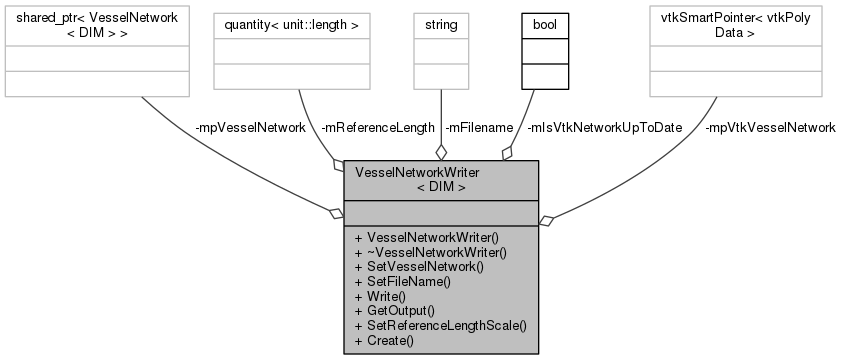 shared_ptr< VesselNetwork
< DIM > >
quantity< unit::length >
string
bool
vtkSmartPointer< vtkPoly
Data >
-mpVesselNetwork
-mReferenceLength
-mFilename
-mIsVtkNetworkUpToDate
-mpVtkVesselNetwork
VesselNetworkWriter
< DIM >
+ VesselNetworkWriter()
+ ~VesselNetworkWriter()
+ SetVesselNetwork()
+ SetFileName()
+ Write()
+ GetOutput()
+ SetReferenceLengthScale()
+ Create()